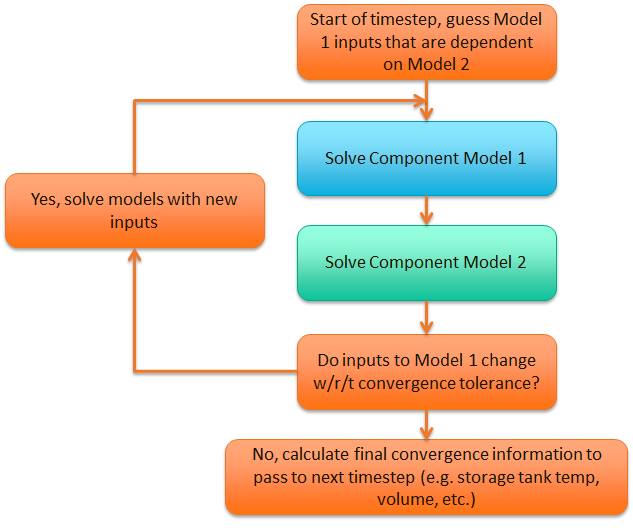 Start of timestep, guess Model
1 inputs that are dependent
on Model 2
Solve Component Model 1
Yes, solve models with new
inputs
Solve Component Model 2
Do inputs to Model 1 change
w/r/t convergence tolerance?
No, calculate final convergence information to
pass to next timestep (e.g. storage tank temp,
volume, etc.)